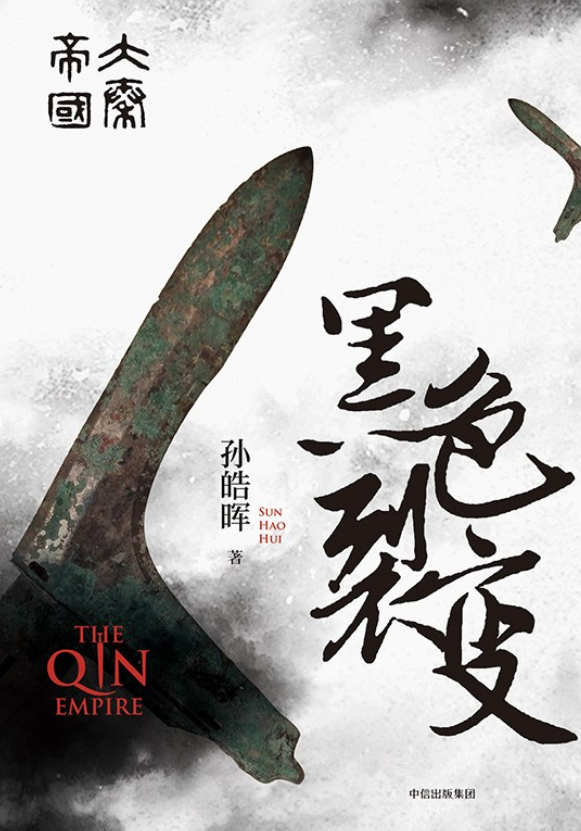 大秦
帝國
黑色
裂变
孙皓晖
SUN
HAO
HUI
著
THE
QIN
EMPIRE
中信出版集团